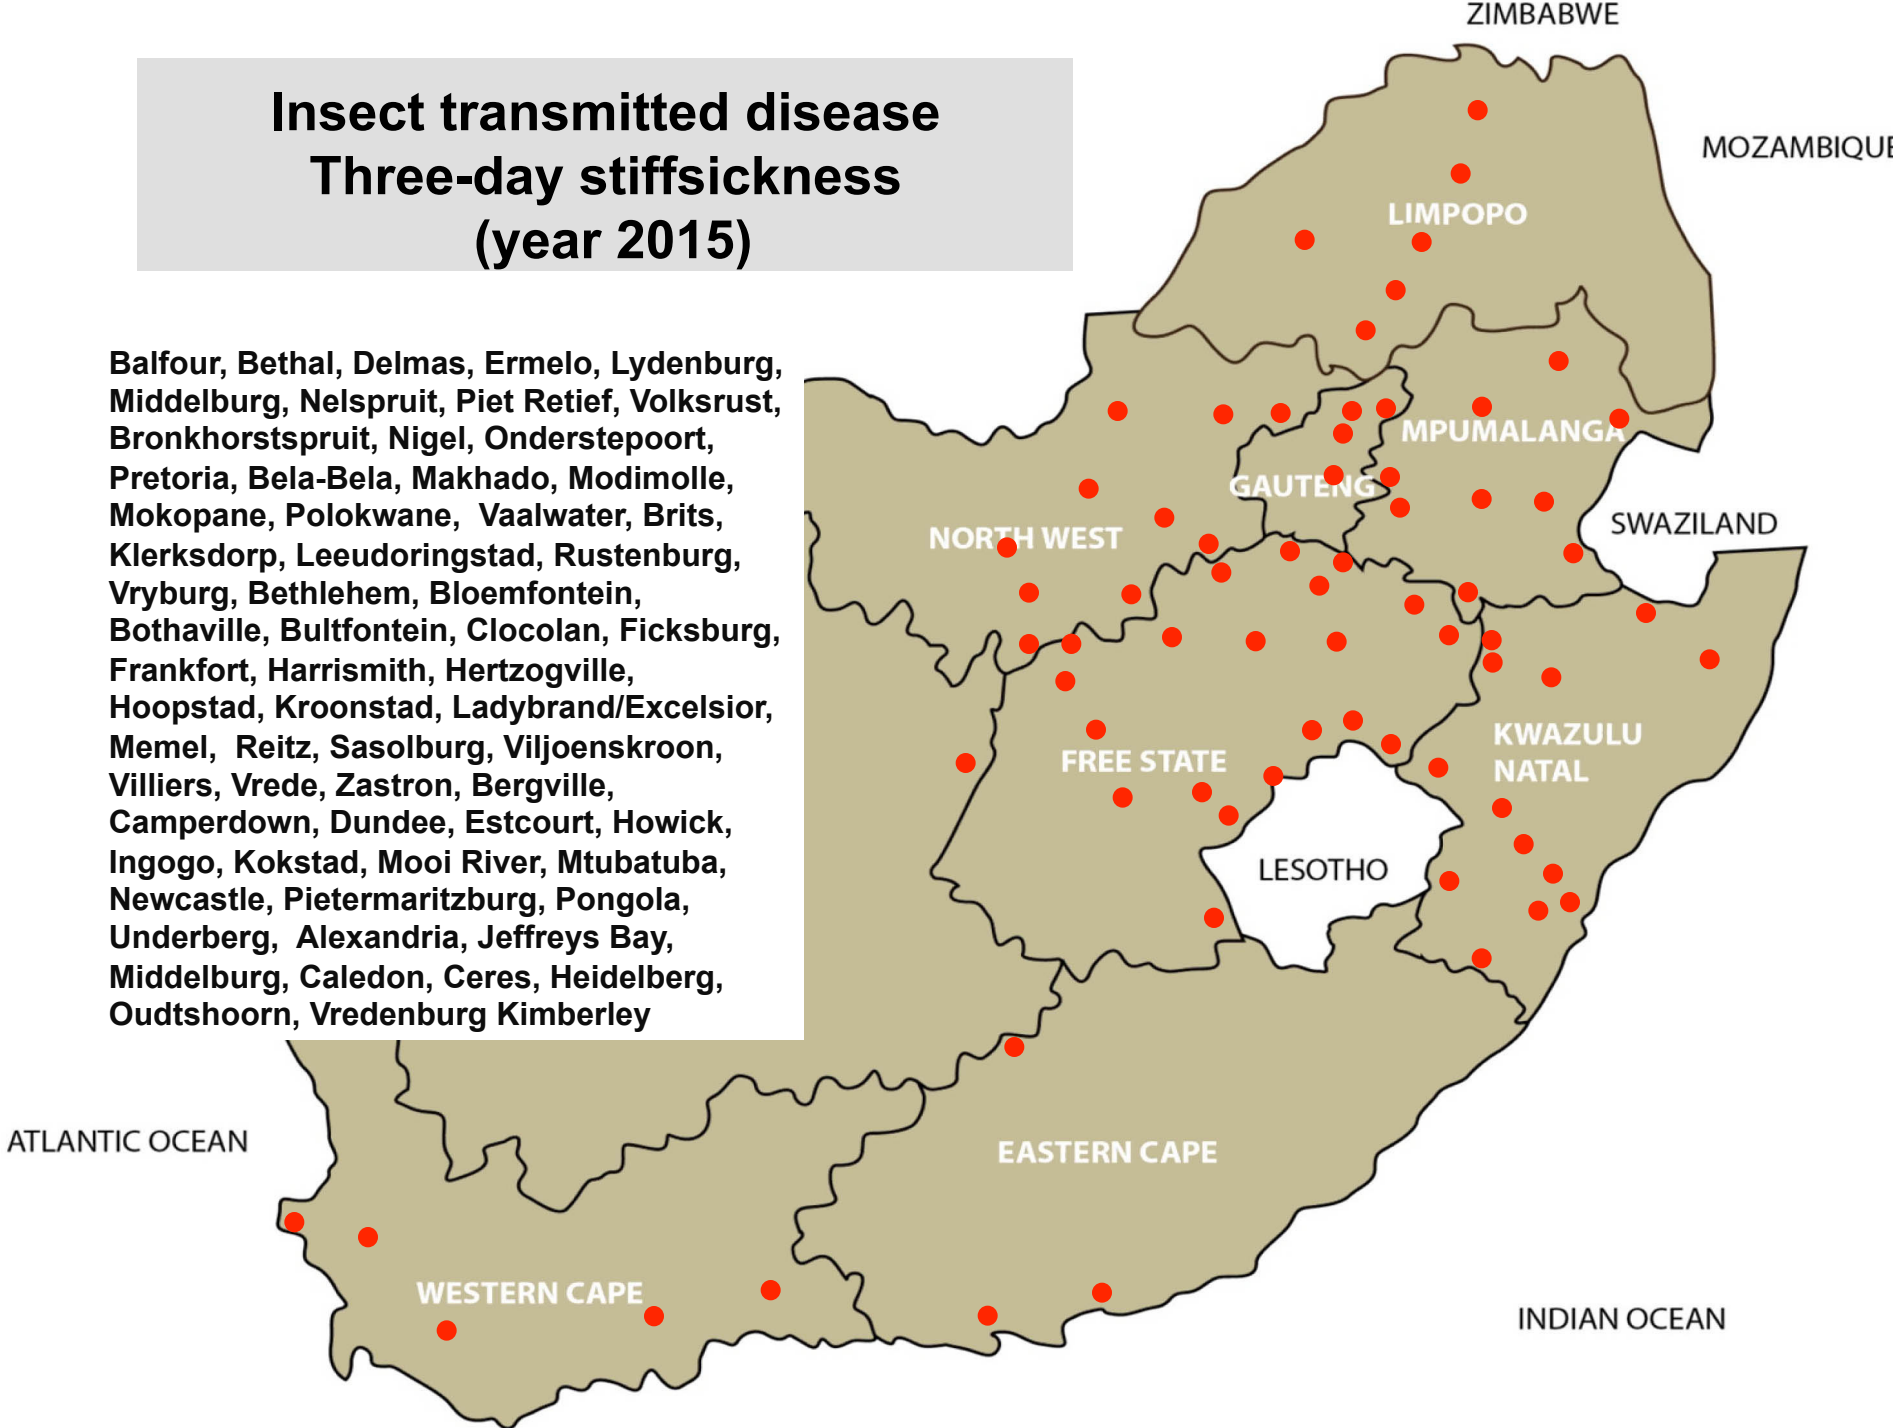 ZIMBABWE
Insect transmitted disease
Three-day stiffsickness
(year 2015)
MOZAMBIQUE
LIMPOPO
Balfour, Bethal, Delmas, Ermelo, Lydenburg,
Middelburg, Nelspruit, Piet Retief, Volksrust,
Bronkhorstspruit, Nigel, Onderstepoort,
Pretoria, Bela-Bela, Makhado, Modimolle,
Mokopane, Polokwane, Vaalwater, Brits,
Klerksdorp, Leeudoringstad, Rustenburg,
Vryburg, Bethlehem, Bloemfontein,
Bothaville, Bultfontein, Clocolan, Ficksburg,
Frankfort, Harrismith, Hertzogville,
Hoopstad, Kroonstad, Ladybrand/Excelsior,
Memel, Reitz, Sasolburg, Viljoenskroon,
Villiers, Vrede, Zastron, Bergville,
Camperdown, Dundee, Estcourt, Howick,
Ingogo, Kokstad, Mooi River, Mtubatuba,
Newcastle, Pietermaritzburg, Pongola,
Underberg, Alexandria, Jeffreys Bay,
Middelburg, Caledon, Ceres, Heidelberg,
Oudtshoorn, Vredenburg Kimberley
MPUMALANGA
GAUTENG
SWAZILAND
NORTH WEST
KWAZULU
NATAL
FREE STATE
LESOTHO
ATLANTIC OCEAN
EASTERN CAPE
WESTERN CAPE
INDIAN OCEAN